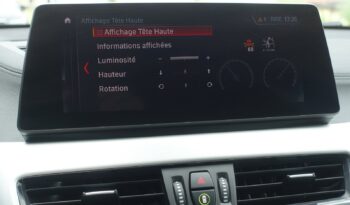 Affichage Tête Haute
Affichage Tête Haute
Informations affichées
Luminosité
Hauteur
Rotation